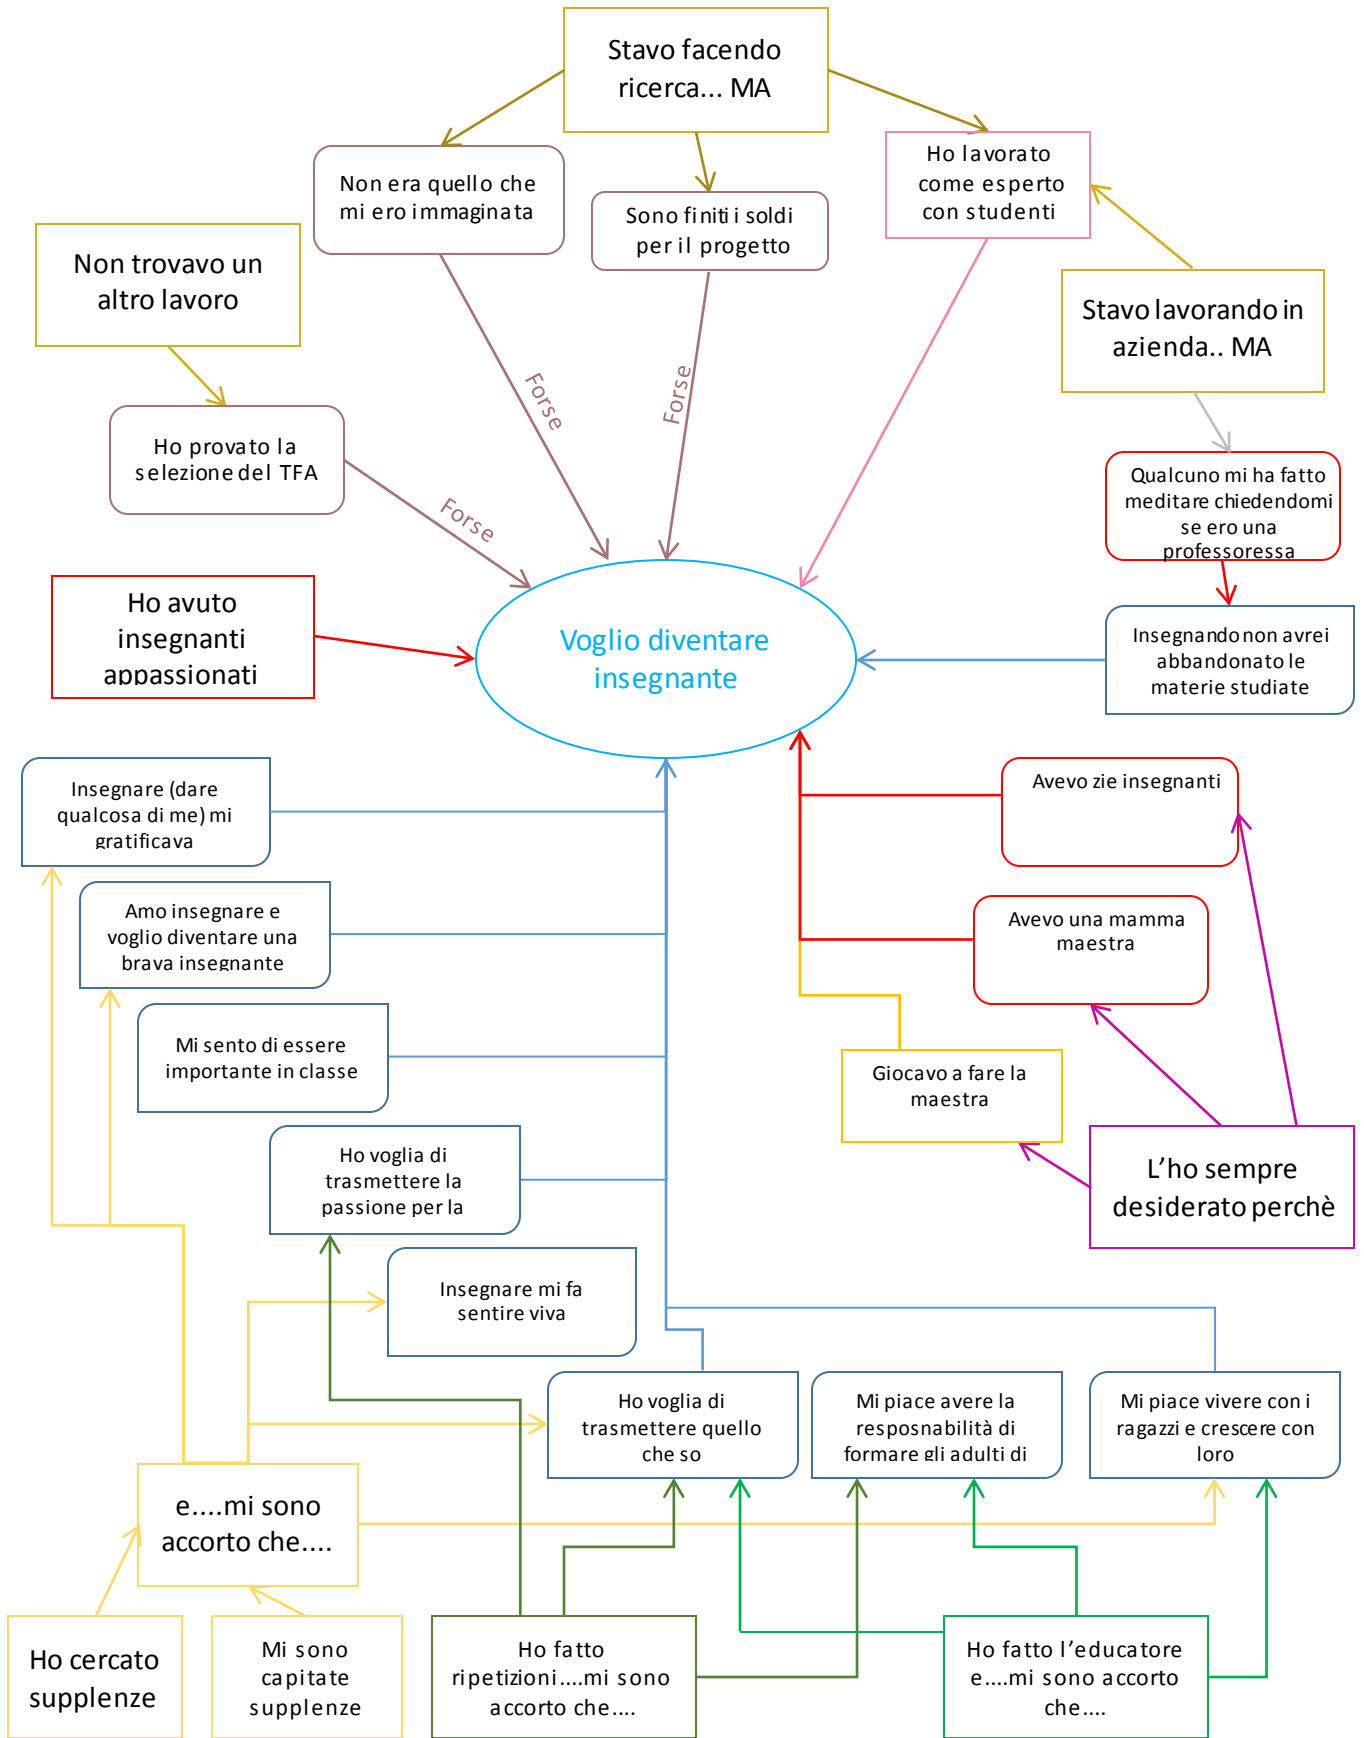 Stavo facendo
ricerca... MA
Non era quello che
mi ero immaginata
Sono finiti i soldi
per il progetto
Ho lavorato
come esperto
con studenti
Non trovavo un
altro lavoro
Stavo lavorando in
azienda.. MA
Forse
Forse
Ho provato la
selezione del TFA
Forse
Qualcuno mi ha fatto
meditare chiedendomi
se ero una
professoressa
Ho avuto
insegnanti
appassionati
Voglio diventare
insegnante
Insegnando non avrei
abbandonato le
materie studiate
Insegnare (dare
qualcosa di me) mi
gratificava
Avevo zie insegnanti
Amo insegnare e
voglio diventare una
brava insegnante
Avevo una mamma
maestra
Mi sento di essere
importante in classe
Giocavo a fare la
maestra
Ho voglia di
trasmettere la
passione per la
L'ho sempre
desiderato perchè
Insegnare mi fa
sentire viva
Ho voglia di
trasmettere quello
che so
Mi piace avere la
resposnabilità di
formare gli adulti di
Mi piace vivere con i
ragazzi e crescere con
loro
e....mi sono
accorto che....
Ho cercato
supplenze
Mi sono
capitate
supplenze
Ho fatto
ripetizioni....mi sono
accorto che....
Ho fatto l'educatore
e....mi sono accorto
che....